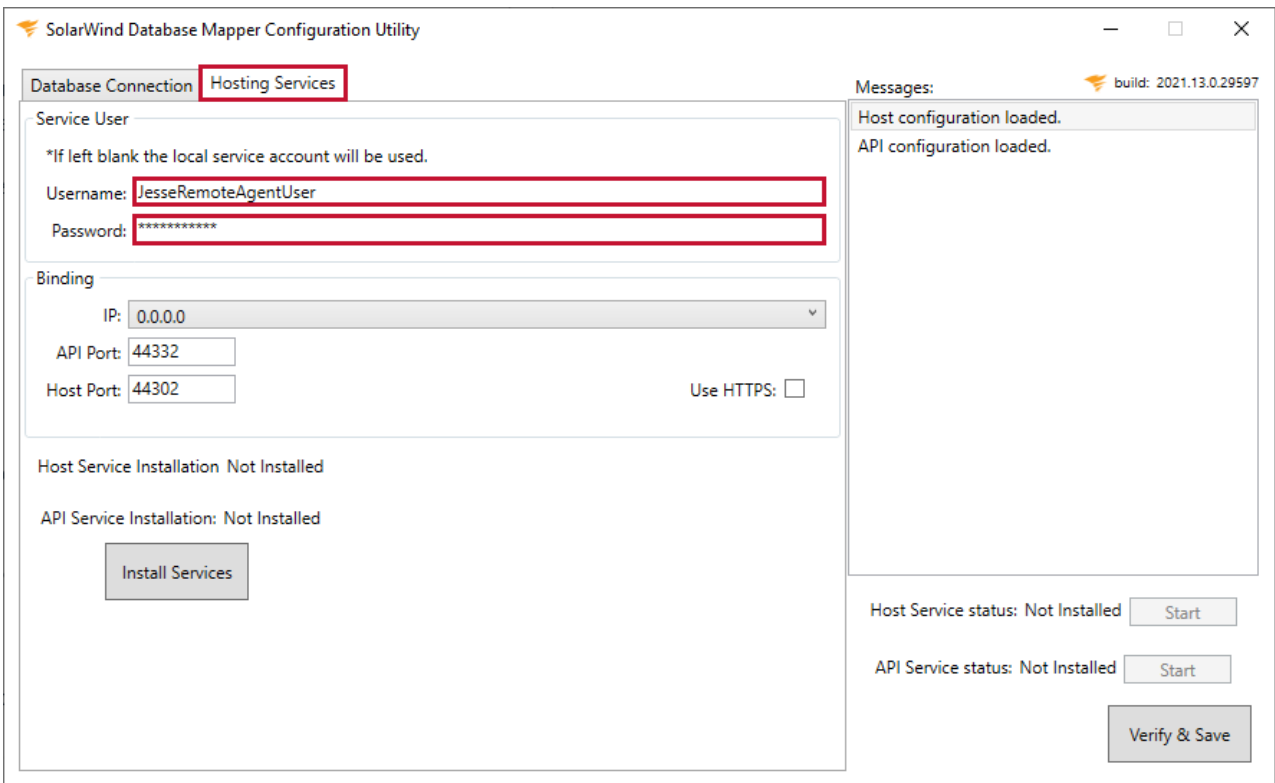 SolarWind Database Mapper Configuration Utility
Database Connection
Hosting Services
Service User
*If left blank the local service account will be used.
Username: JesseRemoteAgentUser
Password: ***********
Binding
IP: 0.0.0.0
API Port: 44332
Host Port: 44302
Use HTTPS:
Host Service Installation Not Installed
API Service Installation: Not Installed
Install Services
Messages:
build: 2021.13.0.29597
Host configuration loaded.
API configuration loaded.
Host Service status: Not Installed
Start
API Service status: Not Installed
Start
Verify & Save